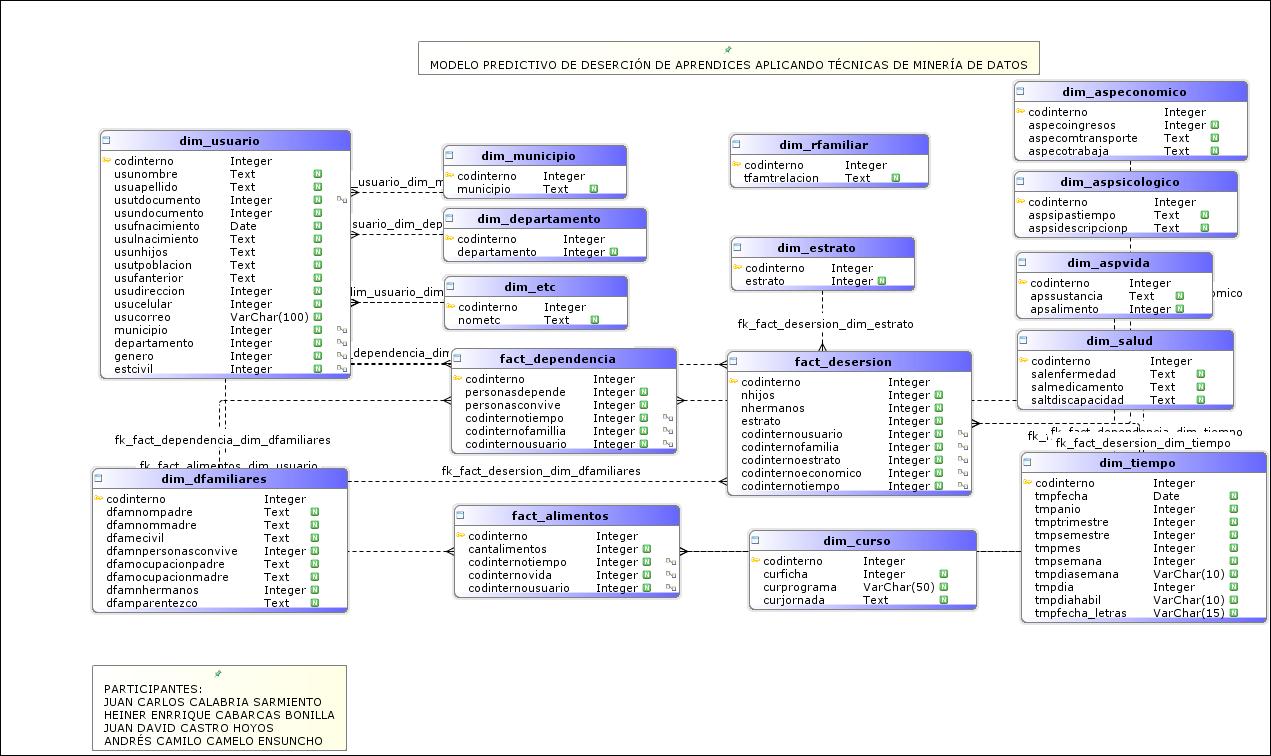 MODELO PREDICTIVO DE DESERCIÓN DE APRENDICES APLICANDO TÉCNICAS DE MINERÍA DE DATOS
dim_usuario
codinterno Integer
usunombre Text N
usuapellido Text N
usutdocumento Integer N
usundocumento Integer N
usufnacimiento Date N
usulnacimiento Text N
usunhijos Text N
usutpoblacion Text N
usufanterior Text N
usudireccion Integer N
usucelular Integer N
usucorreo VarChar(100) N
municipio Integer N
departamento Integer N
genero Integer N
estcivil Integer N
_usuario_dim_m
suario_dim_dep
lim_usuario_dim
_dependencia_dim
dim_municipio
codinterno Integer
municipio Text N
dim_departamento
codinterno Integer
departamento Integer N
dim_etc
codinterno Integer
nometc Text N
dim_rfamiliar
codinterno Integer
tfamtrelacion Text N
dim_estrato
codinterno Integer
estrato Integer N
fk_fact_desersion_dim_estrato
dim_aspeconomico
codinterno Integer
aspecoingresos Integer N
aspecomtransporte Text N
aspecotrabaja Text N
dim_aspsicologico
codinterno Integer
aspsipastiempo Text N
aspsidescripcionp Text N
dim_aspvida
codinterno Integer
apssustancia Text N
apsalimento Integer N
omico
dim_salud
codinterno Integer
salenfermedad Text N
salmedicamento Text N
saltdiscapacidad Text N
fact_dependencia
codinterno Integer
personasdepende Integer N
personasconvive Integer N
codinternotiempo Integer N
codinternofamillia Integer N
codinternousuario Integer N
fact_desersion
codinterno Integer
nhijos Integer N
nhermanos Integer N
estrato Integer N
codinternousuario Integer N
codinternofamilia Integer N
codinternoestrato Integer N
codinternoeconomico Integer N
codinternotiempo Integer N
fk_fact_dependencia_dim_dfamiliares
fk_fact_alimentos_dim_usuario
fk_fact_desersion_dim_dfamiliares
fk_fact_dependencia_dim_tiempo
fk_fact_desersion_dim_tiempo
dim_dfamiliares
codinterno Integer
dfamnompadre Text N
dfamnommadre Text N
dfamecivil Text N
dfamnpersonasconvive Integer N
dfamocupacionpadre Text N
dfamocupacionmadre Text N
dfamnhermanos Integer N
dfamparentezco Text N
fact_alimentos
codinterno Integer
cantalimentos Integer N
codinternotiempo Integer N
codinternovida Integer N
codinternousuario Integer N
dim_curso
codinterno Integer
curficha Integer N
curprograma VarChar(50) N
curjornada Text N
dim_tiempo
codinterno Integer
tmpfecha Date N
tmpanio Integer N
tmptrimestre Integer N
tmpsemestre Integer N
tmpmes Integer N
tmpsemana Integer N
tmpdiasemana VarChar(10) N
tmpdia Integer N
tmpdiahabil VarChar(10) N
tmpfecha_letras VarChar(15) N
PARTICIPANTES:
JUAN CARLOS CALABRIA SARMIENTO
HEINER ENRRIQUE CABARCAS BONILLA
JUAN DAVID CASTRO HOYOS
ANDRÉS CAMILO CAMELO ENSUNCHO